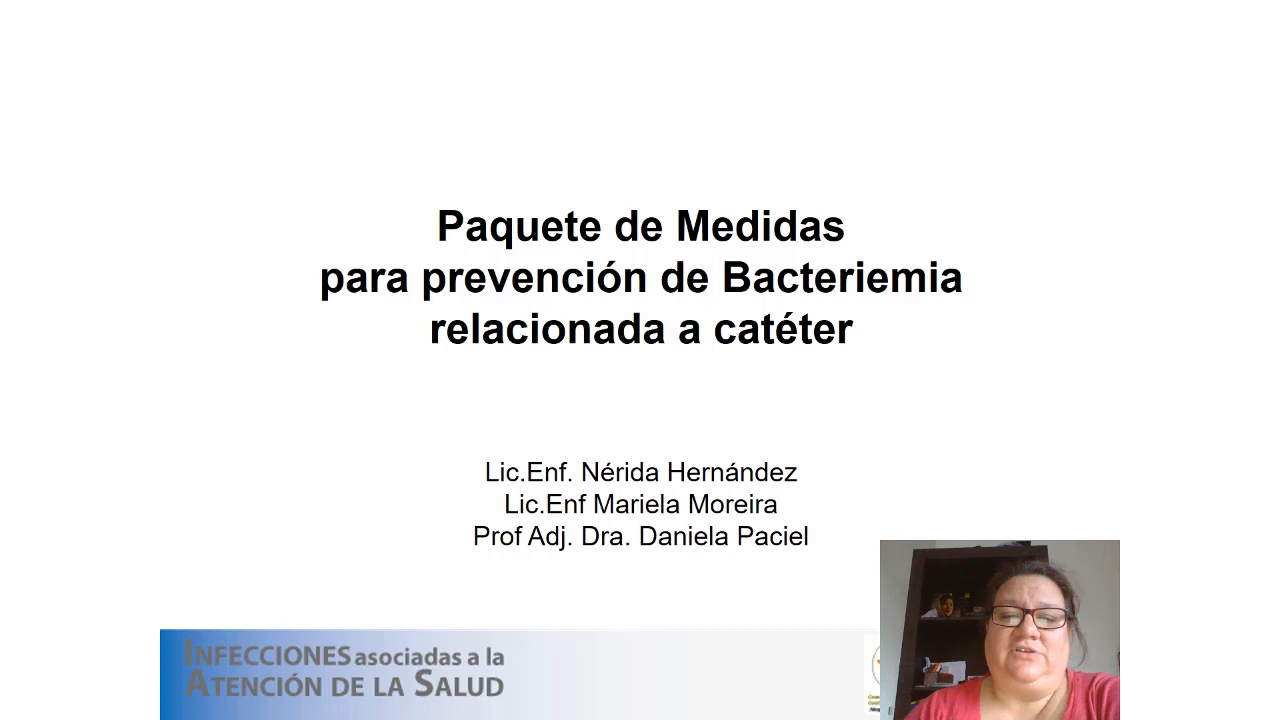 Paquete de Medidas
para prevención de Bacteriemia
relacionada a catéter
Lic.Enf. Nérida Hernández
Lic.Enf Mariela Moreira
Prof Adj. Dra. Daniela Paciel
INFECCIONES asociadas a la
ATENCIÓN DE LA SALUD